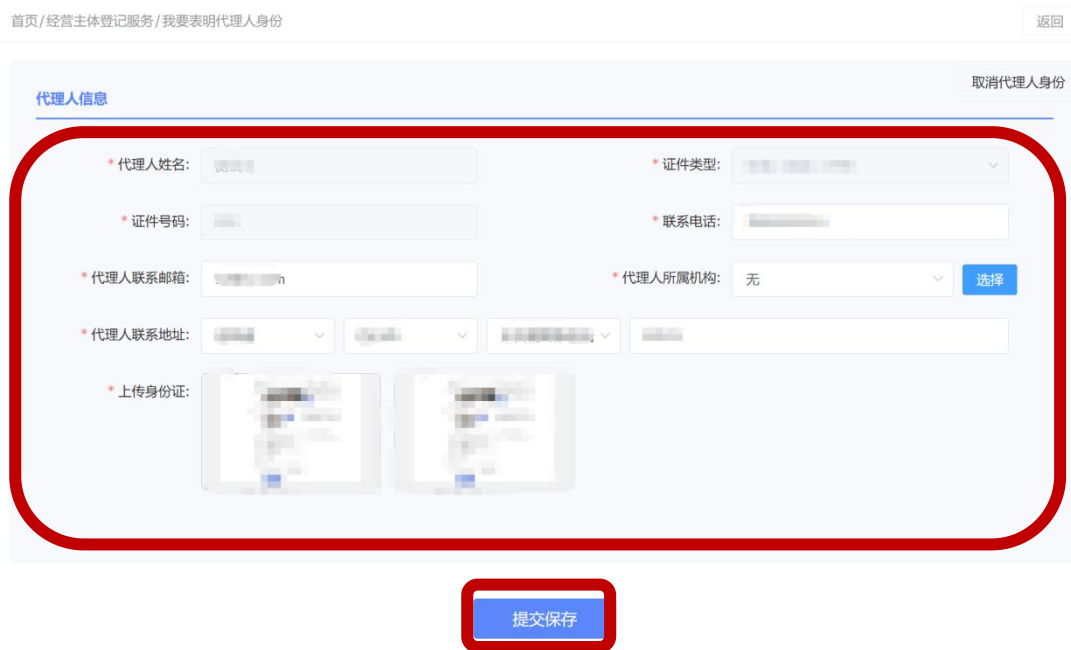 首页/经营主体登记服务/我要表明代理人身份 返回
取消代理人身份
代理人信息
* 代理人姓名: * 证件类型:
* 证件号码: * 联系电话:
* 代理人联系邮箱: * 代理人所属机构: 无 选择
* 代理人联系地址:
* 上传身份证:
提交保存